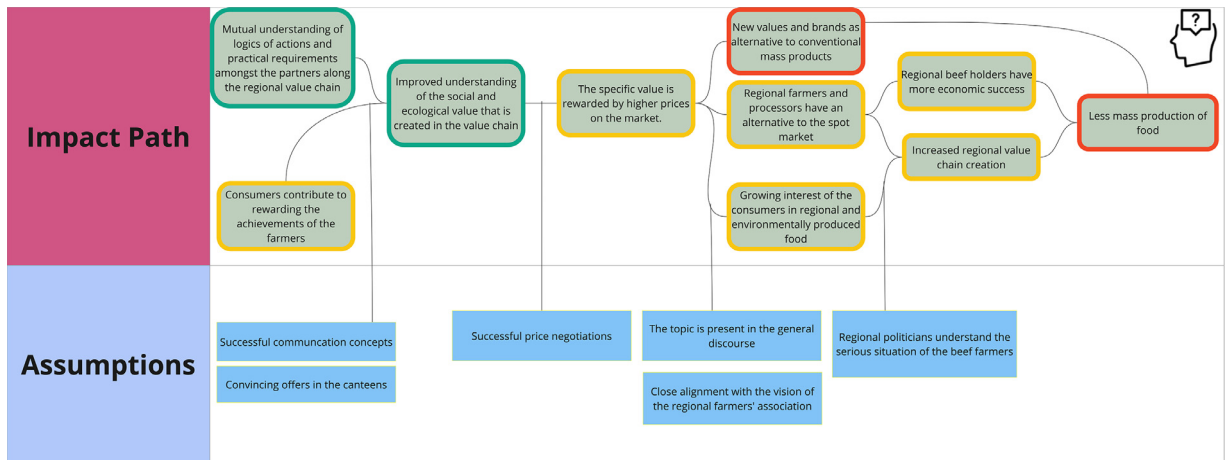 Impact Path
Mutual understanding of
logics of actions and
practical requirements
amongst the partners along
the regional value chain
Consumers contribute to
rewarding the
achievements of the
farmers
Improved understanding
of the social and
ecological value that is
created in the value chain
The specific value is
rewarded by higher prices
on the market.
New values and brands as
alternative to conventional
mass products
Regional farmers and
processors have an
alternative to the spot
market
Growing interest of the
consumers in regional and
environmentally produced
food
Regional beef holders have
more economic success
Increased regional value
chain creation
Less mass production of
food
?
Assumptions
Successful communcation concepts
Convincing offers in the canteens
Successful price negotiations
The topic is present in the general
discourse
Close alignment with the vision of
the regional farmers' association
Regional politicians understand the
serious situation of the beef farmers